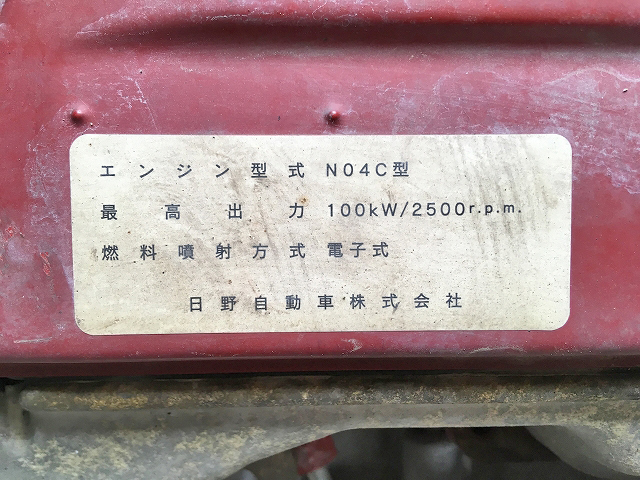 エンジン型式 N04C型
最高出力 100kW/2500r.p.m.
燃料噴射方式 電子式
日野自動車株式会社